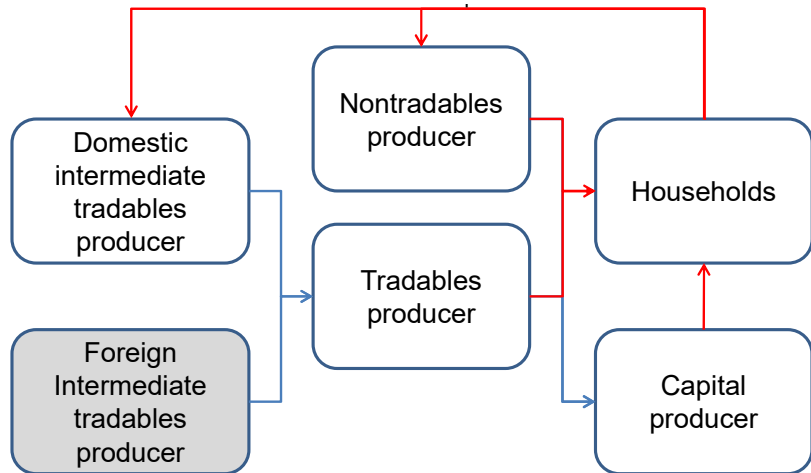 Domestic
intermediate
tradables
producer
Foreign
Intermediate
tradables
producer
Nontradables
producer
Tradables
producer
Households
Capital
producer